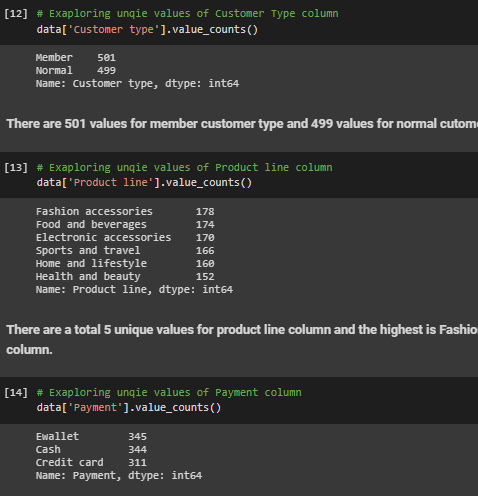 [12] # Exaploring unqie values of Customer Type column
data['Customer type'].value_counts()
Member 501
Normal 499
Name: Customer type, dtype: int64
There are 501 values for member customer type and 499 values for normal cutom
[13] # Exaploring unqie values of Product line column
data['Product line'].value_counts()
Fashion accessories 178
Food and beverages 174
Electronic accessories 170
Sports and travel 166
Home and lifestyle 160
Health and beauty 152
Name: Product line, dtype: int64
There are a total 5 unique values for product line column and the highest is Fashio
column.
[14] # Exaploring unqie values of Payment column
data['Payment'].value_counts()
Ewallet 345
Cash 344
Credit card 311
Name: Payment, dtype: int64